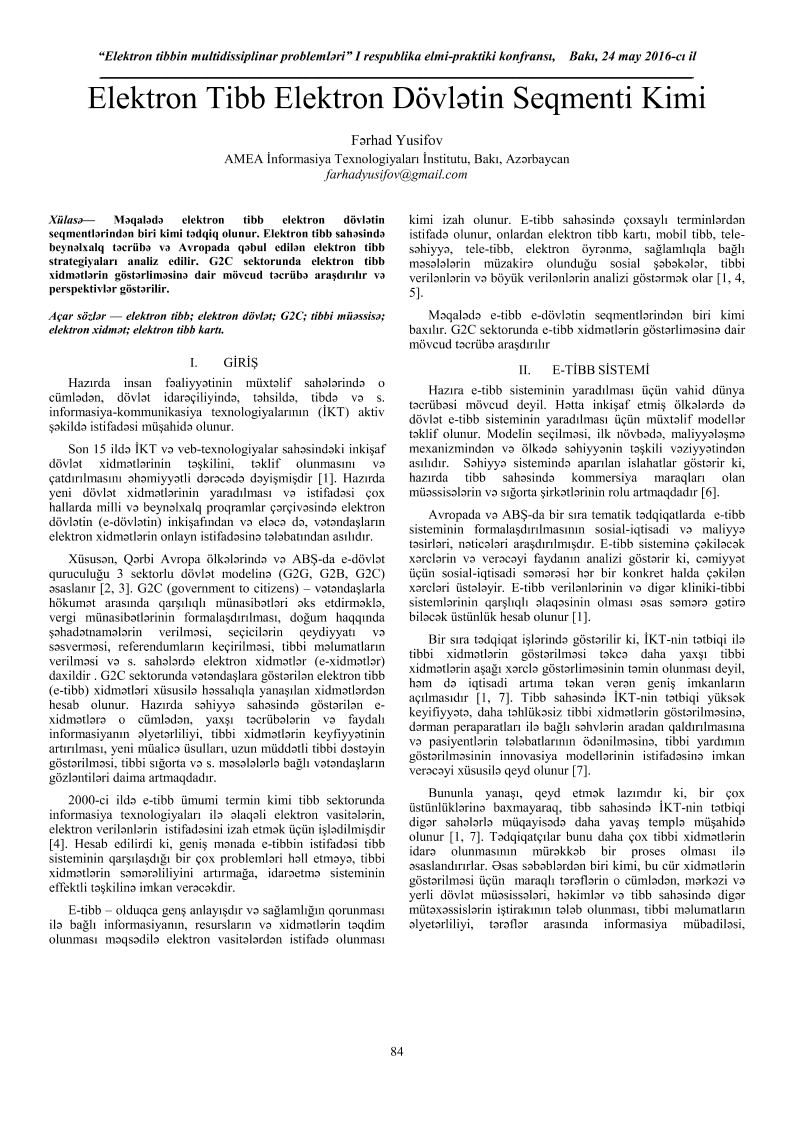 “Elektron tibbin multidissiplinar problemləri” I respublika elmi-praktiki konfransı, Bakı, 24 may 2016-cı il
Elektron Tibb Elektron Dövlətin Seqmenti Kimi
Fərhad Yusifov
AMEA İnformasiya Texnologiyaları İnstitutu, Bakı, Azərbaycan
farhadyusifov@gmail.com
Xülasə— Məqalədə elektron tibb elektron dövlətin
seqmentlərindən biri kimi tədqiq olunur. Elektron tibb sahəsində
beynəlxalq təcrübə və Avropada qəbul edilən elektron tibb
strategiyaları analiz edilir. G2C sektorunda elektron tibb
xidmətlərin göstərlməsinə dair mövcud təcrübə araşdırılır və
perspektivlər göstərilir.
Açar sözlər — elektron tibb; elektron dövlət; G2C; tibbi müəssisə;
elektron xidmət; elektron tibb kartı.
I. GİRİŞ
Hazırda insan fəaliyyətinin müxtəlif sahələrində o
cümlədən, dövlət idarəçiliyində, təhsildə, tibdə və s.
informasiya-kommunikasiya texnologiyalarının (İKT) aktiv
şəkildə istifadəsi müşahidə olunur.
Son 15 ildə İKT və veb-texnologiyalar sahəsindəki inkişaf
dövlət xidmətlərinin təşkilini, təklif olunmasını və
çatdırılmasını əhəmiyyətli dərəcədə dəyişmişdir [1]. Hazırda
yeni dövlət xidmətlərinin yaradılması və istifadəsi çox
hallarda milli və beynəlxalq proqramlar çərçivəsində elektron
dövlətin (e-dövlətin) inkişafından və eləcə də, vətəndaşların
elektron xidmətlərin onlayn istifadəsinə tələbatından asılıdır.
Xüsusən, Qərbi Avropa ölkələrində və ABŞ-da e-dövlət
quruculuğu 3 sektorlu dövlət modelinə (G2G, G2B, G2C)
əsaslanır [2, 3]. G2C (government to citizens) – vətəndaşlarla
hökumət arasında qarşılıqlı münasibətləri əks etdirməklə,
vergi münasibətlərinin formalaşdırılması, doğum haqqında
şəhadətnamələrin verilməsi, seçicilərin qeydiyyatı və
səsverməsi, referendumların keçirilməsi, tibbi məlumatların
verilməsi və s. sahələrdə elektron xidmətlər (e-xidmətlər)
daxildir . G2C sektorunda vətəndaşlara göstərilən elektron tibb
(e-tibb) xidmətləri xüsusilə həssalıqla yanaşılan xidmətlərdən
hesab olunur. Hazırda səhiyyə sahəsində göstərilən e-
xidmətlərə o cümlədən, yaxşı təcrübələrin və faydalı
informasiyanın əlyetərliliyi, tibbi xidmətlərin keyfiyyətinin
artırılması, yeni müalicə üsulları, uzun müddətli tibbi dəstəyin
göstərilməsi, tibbi sığorta və s. məsələlərlə bağlı vətəndaşların
gözləntiləri daima artmaqdadır.
2000-ci ildə e-tibb ümumi termin kimi tibb sektorunda
informasiya texnologiyaları ilə əlaqəli elektron vasitələrin,
elektron verilənlərin istifadəsini izah etmək üçün işlədilmişdir
[4]. Hesab edilirdi ki, geniş mənada e-tibbin istifadəsi tibb
sisteminin qarşılaşdığı bir çox problemləri həll etməyə, tibbi
xidmətlərin səmərəliliyini artırmağa, idarəetmə sisteminin
effektli təşkilinə imkan verəcəkdir.
E-tibb – olduqca genş anlayışdır və sağlamlığın qorunması
ilə bağlı informasiyanın, resursların və xidmətlərin təqdim
olunması məqsədilə elektron vasitələrdən istifadə olunması
kimi izah olunur. E-tibb sahəsində çoxsaylı terminlərdən
istifadə olunur, onlardan elektron tibb kartı, mobil tibb, tele-
səhiyyə, tele-tibb, elektron öyrənmə, sağlamlıqla bağlı
məsələlərin müzakirə olunduğu sosial şəbəkələr, tibbi
verilənlərin və böyük verilənlərin analizi göstərmək olar [1, 4,
5].
Məqalədə e-tibb e-dövlətin seqmentlərindən biri kimi
baxılır. G2C sektorunda e-tibb xidmətlərin göstərlməsinə dair
mövcud təcrübə araşdırılır
II. E-TİBB SİSTEMİ
Hazıra e-tibb sisteminin yaradılması üçün vahid dünya
təcrübəsi mövcud deyil. Hətta inkişaf etmiş ölkələrdə də
dövlət e-tibb sisteminin yaradılması üçün müxtəlif modellər
təklif olunur. Modelin seçilməsi, ilk növbədə, maliyyələşmə
mexanizmindən və ölkədə səhiyyənin təşkili vəziyyətindən
asılıdır. Səhiyyə sistemində aparılan islahatlar göstərir ki,
hazırda tibb sahəsində kommersiya maraqları olan
müəssisələrin və sığorta şirkətlərinin rolu artmaqdadır [6].
Avropada və ABŞ-da bir sıra tematik tədqiqatlarda e-tibb
sisteminin formalaşdırılmasının sosial-iqtisadi və maliyyə
təsirləri, nəticələri araşdırılmışdır. E-tibb sisteminə çəkiləcək
xərclərin və verəcəyi faydanın analizi göstərir ki, cəmiyyət
üçün sosial-iqtisadi səmərəsi hər bir konkret halda çəkilən
xərcləri üstələyir. E-tibb verilənlərinin və digər kliniki-tibbi
sistemlərinin qarşlıqlı əlaqəsinin olması əsas səmərə gətirə
biləcək üstünlük hesab olunur [1].
Bir sıra tədqiqat işlərində göstərilir ki, İKT-nin tətbiqi ilə
tibbi xidmətlərin göstərilməsi təkcə daha yaxşı tibbi
xidmətlərin aşağı xərclə göstərlməsinin təmin olunması deyil,
həm də iqtisadi artıma təkan verən geniş imkanların
açılmasıdır [1, 7]. Tibb sahəsində İKT-nin tətbiqi yüksək
keyifiyyətə, daha təhlükəsiz tibbi xidmətlərin göstərilməsinə,
dərman peraparatları ilə bağlı səhvlərin aradan qaldırılmasına
və pasiyentlərin tələbatlarının ödənilməsinə, tibbi yardımın
göstərilməsinin innovasiya modellərinin istifadəsinə imkan
verəcəyi xüsusilə qeyd olunur [7].
Bununla yanaşı, qeyd etmək lazımdır ki, bir çox
üstünlüklərinə baxmayaraq, tibb sahəsində İKT-nin tətbiqi
digər sahələrlə müqayisədə daha yavaş templə müşahidə
olunur [1, 7]. Tədqiqatçılar bunu daha çox tibbi xidmətlərin
idarə olunmasının mürəkkəb bir proses olması ilə
əsaslandırırlar. Əsas səbəblərdən biri kimi, bu cür xidmətlərin
göstərilməsi üçün maraqlı tərəflərin o cümlədən, mərkəzi və
yerli dövlət müəsissələri, həkimlər və tibb sahəsində digər
mütəxəssislərin iştirakının tələb olunması, tibbi məlumatların
əlyetərliliyi, tərəflər arasında informasiya mübadiləsi,
84